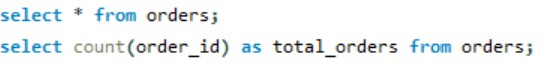 select * from orders;
select count(order_id) as total_orders from orders;